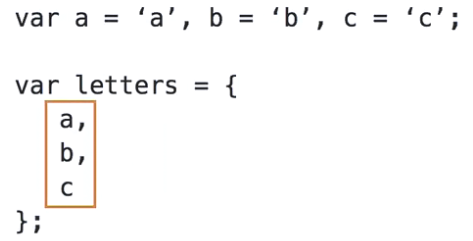 var a = ‘a’, b = ‘b’, c = ‘c’;
var letters = {
a,
b,
c
};